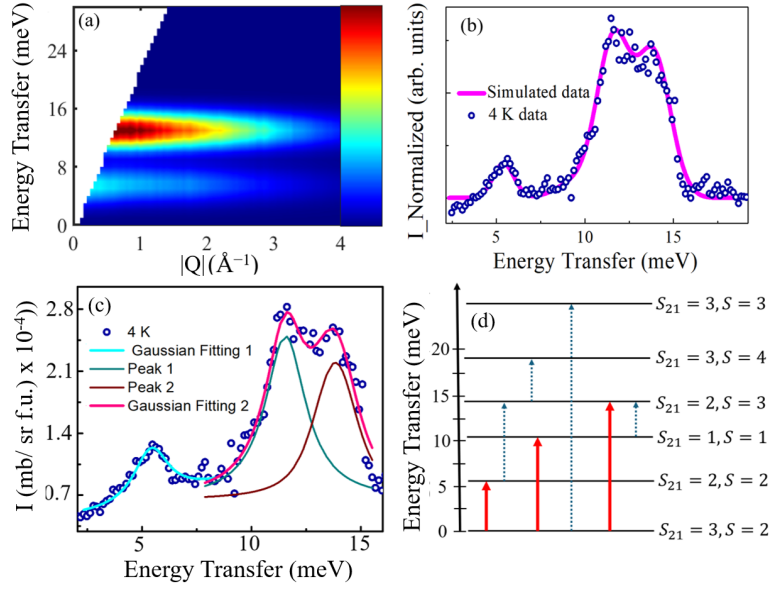 (a)
Energy Transfer (meV)
24
16
8
0
0 1 2 3 4
|Q|(Å⁻¹)
(b)
I_Normalized (arb. units)
Simulated data
4 K data
5 10 15
Energy Transfer (meV)
(c)
I (mb/ sr f.u.) x 10⁻⁴)
2.8
2.1
1.4
0.7
4 K
Gaussian Fitting 1
Peak 1
Peak 2
Gaussian Fitting 2
5 10 15
Energy Transfer (meV)
(d)
Energy Transfer (meV)
20
15
10
5
0
S₂₁ = 3, S = 3
S₂₁ = 3, S = 4
S₂₁ = 2, S = 3
S₂₁ = 1, S = 1
S₂₁ = 2, S = 2
S₂₁ = 3, S = 2